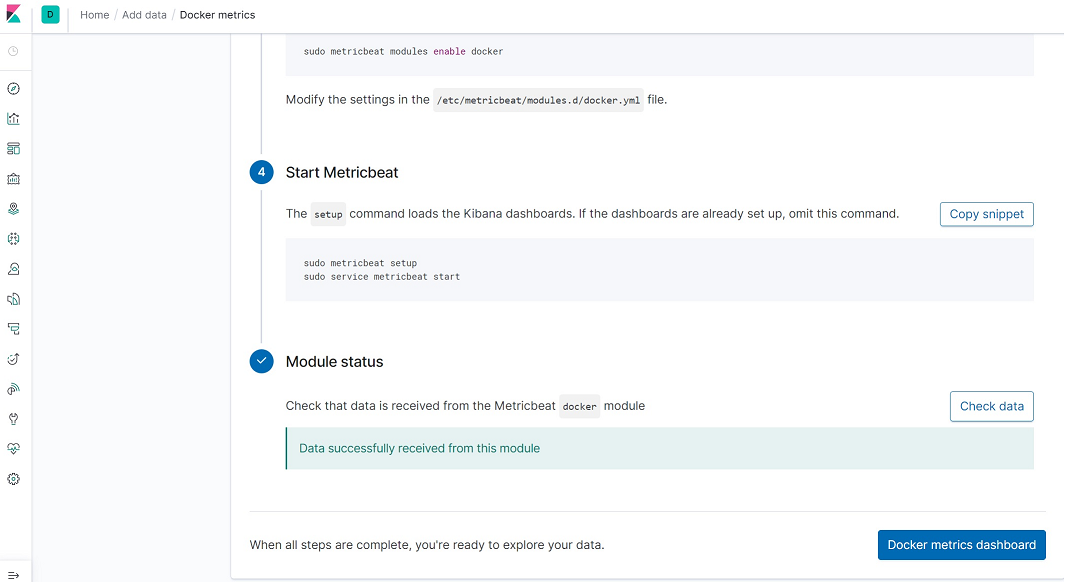 D Home / Add data / Docker metrics
sudo metricbeat modules enable docker
Modify the settings in the /etc/metricbeat/modules.d/docker.yml file.
4 Start Metricbeat
The setup command loads the Kibana dashboards. If the dashboards are already set up, omit this command. Copy snippet
sudo metricbeat setup
sudo service metricbeat start
Module status
Check that data is received from the Metricbeat docker module Check data
Data successfully received from this module
When all steps are complete, you're ready to explore your data. Docker metrics dashboard